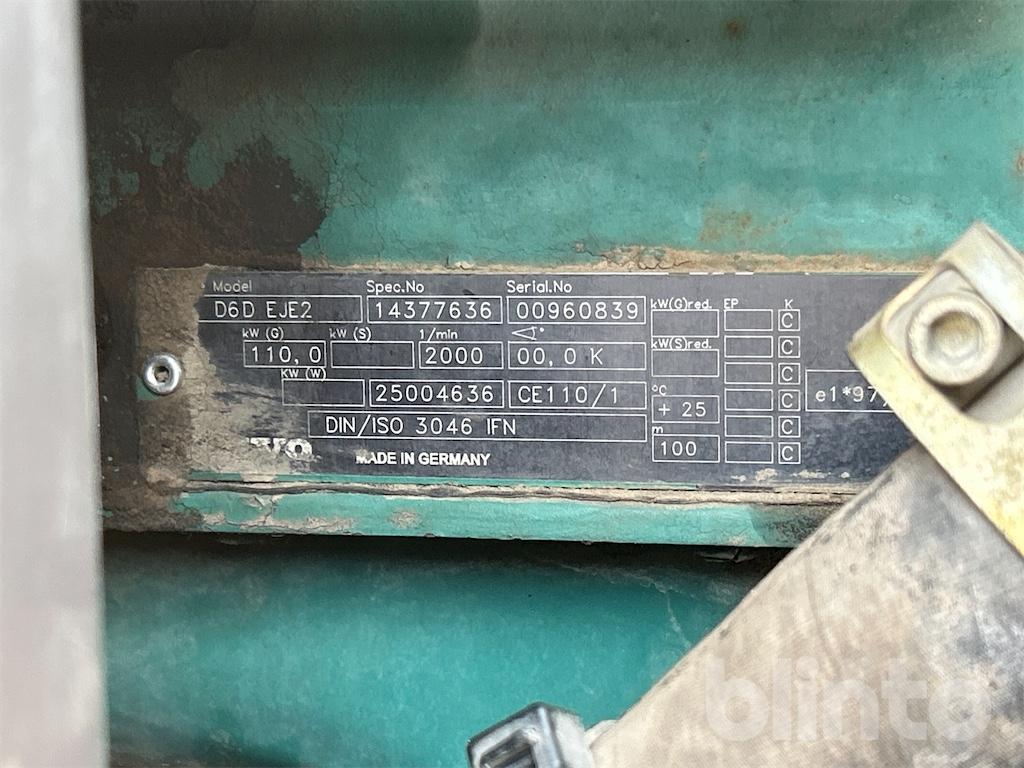 Model Spec.No Serial.No
D6D EJE2 14377636 00960839 kW(G)red. EP K
C
kW (G) kW (S) 1/min °
110,0 2000 00,0 K kW(S)red. C
KW (W) C
25004636 CE110/1 °C C e1*97/
+ 25
DIN/ISO 3046 IFN m C
100 C
MADE IN GERMANY
blinto